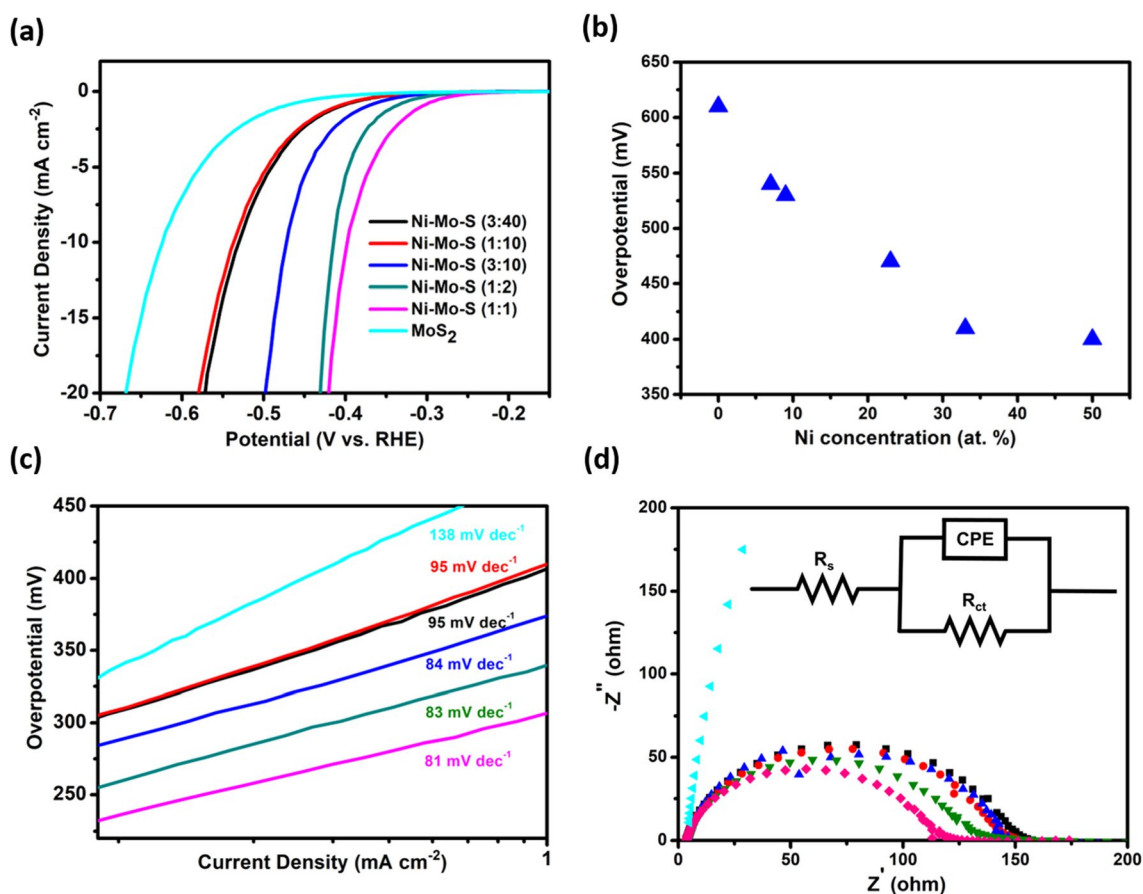 (a)
Current Density (mA cm⁻²)
0
-5
-10
-15
-20
-0.7 -0.6 -0.5 -0.4 -0.3 -0.2
Potential (V vs. RHE)
Ni-Mo-S (3:40)
Ni-Mo-S (1:10)
Ni-Mo-S (3:10)
Ni-Mo-S (1:2)
Ni-Mo-S (1:1)
MoS₂
(b)
Overpotential (mV)
650
600
550
500
450
400
350
0 10 20 30 40 50
Ni concentration (at. %)
(c)
Overpotential (mV)
450
400
350
300
250
138 mV dec⁻¹
95 mV dec⁻¹
95 mV dec⁻¹
84 mV dec⁻¹
83 mV dec⁻¹
81 mV dec⁻¹
Current Density (mA cm⁻²) 1
(d)
-Z'' (ohm)
200
150
100
50
0
0 50 100 150 200
Z' (ohm)
Rₛ
CPE
R_ct